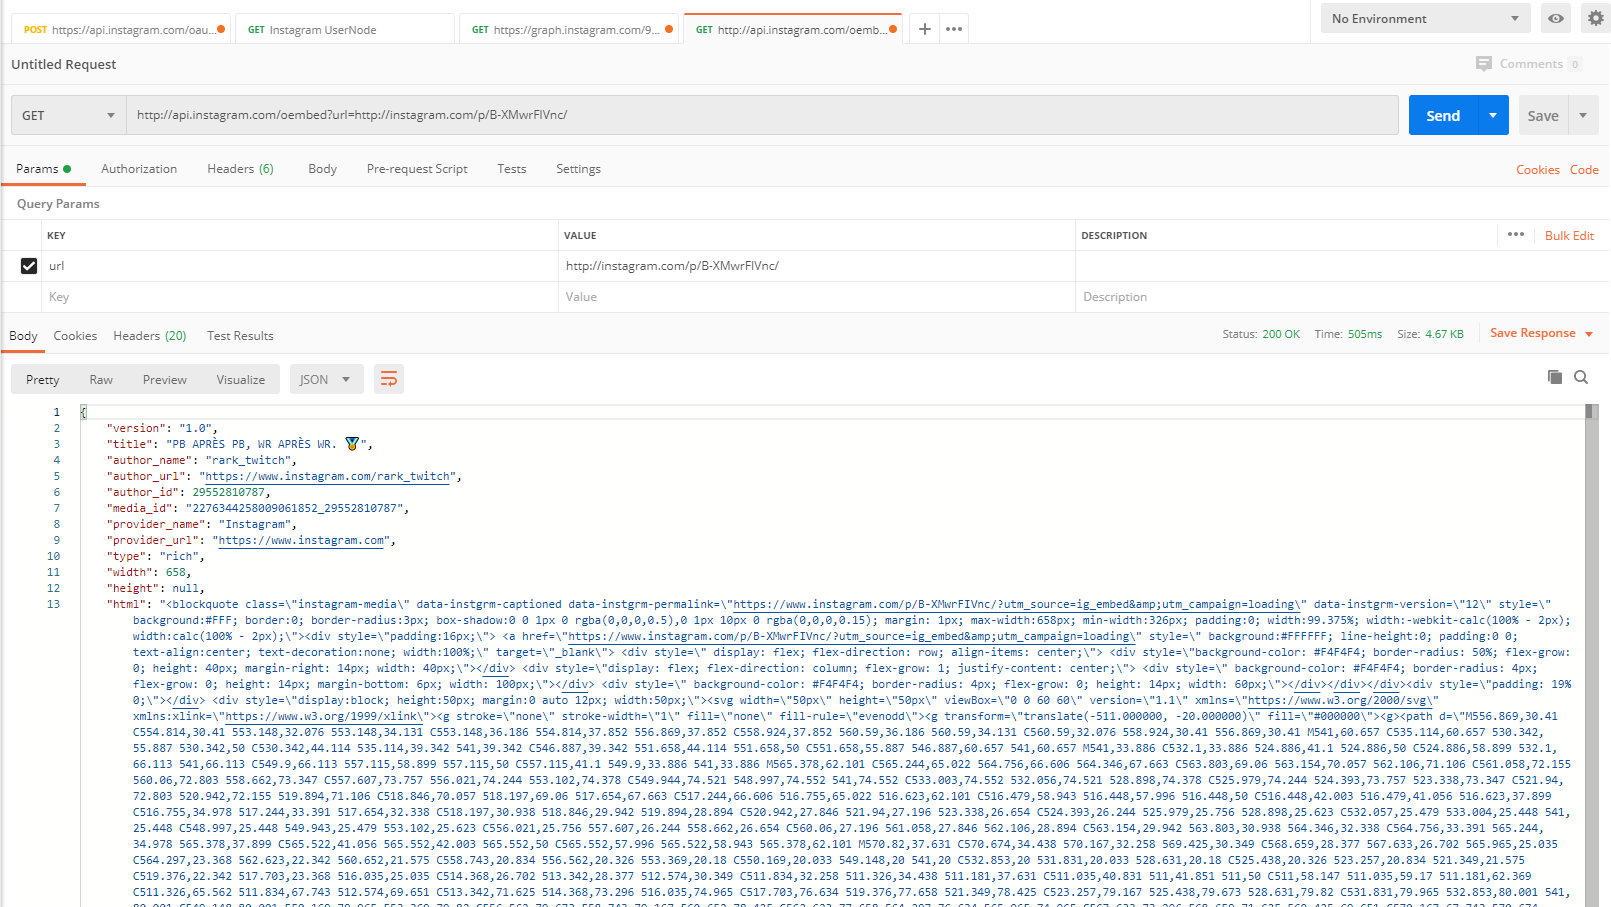 POST https://api.instagram.com/oau... GET Instagram UserNode GET https://graph.instagram.com/9... GET http://api.instagram.com/oemb... + ••• No Environment
Untitled Request Comments 0
GET http://api.instagram.com/oembed?url=http://instagram.com/p/B-XMwrFIVnc/ Send Save
Params Authorization Headers (6) Body Pre-request Script Tests Settings Cookies Code
Query Params
KEY VALUE DESCRIPTION ••• Bulk Edit
url http://instagram.com/p/B-XMwrFIVnc/
Key Value Description
Body Cookies Headers (20) Test Results Status: 200 OK Time: 505ms Size: 4.67 KB Save Response
Pretty Raw Preview Visualize JSON
1 {
2 "version": "1.0",
3 "title": "PB APRÈS PB, WR APRÈS WR. 🏅",
4 "author_name": "rark_twitch",
5 "author_url": "https://www.instagram.com/rark_twitch",
6 "author_id": 29552810787,
7 "media_id": "2276344258009061852_29552810787",
8 "provider_name": "Instagram",
9 "provider_url": "https://www.instagram.com",
10 "type": "rich",
11 "width": 658,
12 "height": null,
13 "html": "<blockquote class=\"instagram-media\" data-instgrm-captioned data-instgrm-permalink=\"https://www.instagram.com/p/B-XMwrFIVnc/?utm_source=ig_embed&amp;utm_campaign=loading\" data-instgrm-version=\"12\" style=\"
background:#FFF; border:0; border-radius:3px; box-shadow:0 0 1px 0 rgba(0,0,0,0.5),0 1px 10px 0 rgba(0,0,0,0.15); margin: 1px; max-width:658px; min-width:326px; padding:0; width:99.375%; width:-webkit-calc(100% - 2px);
width:calc(100% - 2px);\"><div style=\"padding:16px;\"> <a href=\"https://www.instagram.com/p/B-XMwrFIVnc/?utm_source=ig_embed&amp;utm_campaign=loading\" style=\" background:#FFFFFF; line-height:0; padding:0 0;
text-align:center; text-decoration:none; width:100%;\" target=\"_blank\"> <div style=\" display: flex; flex-direction: row; align-items: center;\"> <div style=\"background-color: #F4F4F4; border-radius: 50%; flex-grow:
0; height: 40px; margin-right: 14px; width: 40px;\"></div> <div style=\"display: flex; flex-direction: column; flex-grow: 1; justify-content: center;\"> <div style=\" background-color: #F4F4F4; border-radius: 4px;
flex-grow: 0; height: 14px; margin-bottom: 6px; width: 100px;\"></div> <div style=\" background-color: #F4F4F4; border-radius: 4px; flex-grow: 0; height: 14px; width: 60px;\"></div></div></div><div style=\"padding: 19%
0;\"></div> <div style=\"display:block; height:50px; margin:0 auto 12px; width:50px;\"><svg width=\"50px\" height=\"50px\" viewBox=\"0 0 60 60\" version=\"1.1\" xmlns=\"https://www.w3.org/2000/svg\"
xmlns:xlink=\"https://www.w3.org/1999/xlink\"><g stroke=\"none\" stroke-width=\"1\" fill=\"none\" fill-rule=\"evenodd\"><g transform=\"translate(-511.000000, -20.000000)\" fill=\"#000000\"><g><path d=\"M556.869,30.41
C554.814,30.41 553.148,32.076 553.148,34.131 C553.148,36.186 554.814,37.852 556.869,37.852 C558.924,37.852 560.59,36.186 560.59,34.131 C560.59,32.076 558.924,30.41 556.869,30.41 M541,60.657 C535.114,60.657 530.342,
55.887 530.342,50 C530.342,44.114 535.114,39.342 541,39.342 C546.887,39.342 551.658,44.114 551.658,50 C551.658,55.887 546.887,60.657 541,60.657 M541,33.886 C532.1,33.886 524.886,41.1 524.886,50 C524.886,58.899 532.1,
66.113 541,66.113 C549.9,66.113 557.115,58.899 557.115,50 C557.115,41.1 549.9,33.886 541,33.886 M565.378,62.101 C565.244,65.022 564.756,66.606 564.346,67.663 C563.803,69.06 563.154,70.057 562.106,71.106 C561.058,72.155
560.06,72.803 558.662,73.347 C557.607,73.757 556.021,74.244 553.102,74.378 C549.944,74.521 548.997,74.552 541,74.552 C533.003,74.552 532.056,74.521 528.898,74.378 C525.979,74.244 524.393,73.757 523.338,73.347 C521.94,
72.803 520.942,72.155 519.894,71.106 C518.846,70.057 518.197,69.06 517.654,67.663 C517.244,66.606 516.755,65.022 516.623,62.101 C516.479,58.943 516.448,57.996 516.448,50 C516.448,42.003 516.479,41.056 516.623,37.899
C516.755,34.978 517.244,33.391 517.654,32.338 C518.197,30.938 518.846,29.942 519.894,28.894 C520.942,27.846 521.94,27.196 523.338,26.654 C524.393,26.244 525.979,25.756 528.898,25.623 C532.057,25.479 533.004,25.448 541,
25.448 C548.997,25.448 549.943,25.479 553.102,25.623 C556.021,25.756 557.607,26.244 558.662,26.654 C560.06,27.196 561.058,27.846 562.106,28.894 C563.154,29.942 563.803,30.938 564.346,32.338 C564.756,33.391 565.244,
34.978 565.378,37.899 C565.522,41.056 565.552,42.003 565.552,50 C565.552,57.996 565.522,58.943 565.378,62.101 M570.82,37.631 C570.674,34.438 570.167,32.258 569.425,30.349 C568.659,28.377 567.633,26.702 565.965,25.035
C564.297,23.368 562.623,22.342 560.652,21.575 C558.743,20.834 556.562,20.326 553.369,20.18 C550.169,20.033 549.148,20 541,20 C532.853,20 531.831,20.033 528.631,20.18 C525.438,20.326 523.257,20.834 521.349,21.575
C519.376,22.342 517.703,23.368 516.035,25.035 C514.368,26.702 513.342,28.377 512.574,30.349 C511.834,32.258 511.326,34.438 511.181,37.631 C511.035,40.831 511,41.851 511,50 C511,58.147 511.035,59.17 511.181,62.369
C511.326,65.562 511.834,67.743 512.574,69.651 C513.342,71.625 514.368,73.296 516.035,74.965 C517.703,76.634 519.376,77.658 521.349,78.425 C523.257,79.167 525.438,79.673 528.631,79.82 C531.831,79.965 532.853,80.001 541,